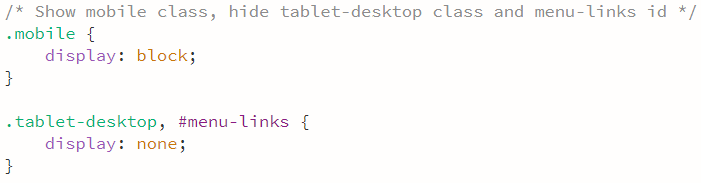 /* Show mobile class, hide tablet-desktop class and menu-links id */
.mobile {
    display: block;
}

.tablet-desktop, #menu-links {
    display: none;
}